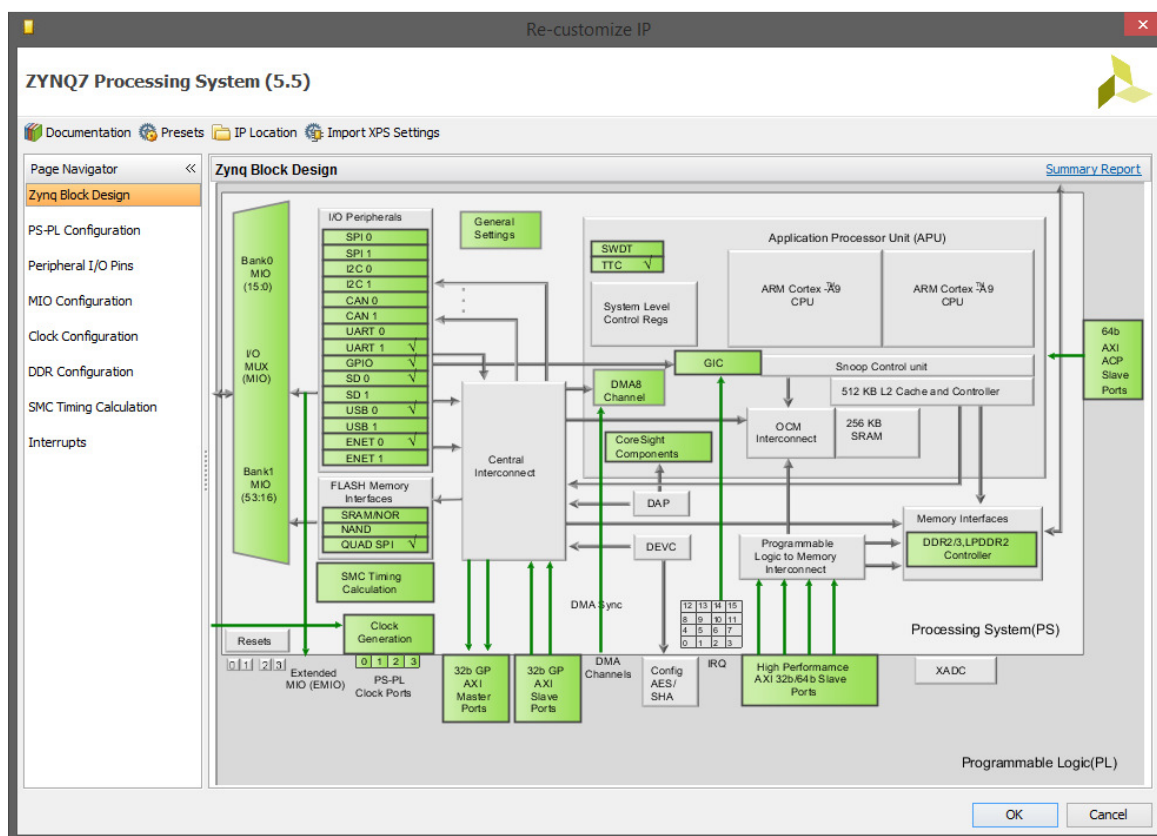 Re-customize IP
ZYNQ7 Processing System (5.5)
Documentation Presets IP Location Import XPS Settings
Page Navigator
Zynq Block Design
PS-PL Configuration
Peripheral I/O Pins
MIO Configuration
Clock Configuration
DDR Configuration
SMC Timing Calculation
Interrupts
Zynq Block Design
Summary Report
Bank0
MIO
(15:0)
I/O
MUX
(MIO)
Bank1
MIO
(53:16)
I/O Peripherals
SPI 0
SPI 1
I2C 0
I2C 1
CAN 0
CAN 1
UART 0
UART 1 √
GPIO √
SD 0 √
SD 1
USB 0 √
USB 1
ENET 0 √
ENET 1
FLASH Memory
Interfaces
SRAM/NOR
NAND
QUAD SPI √
SMC Timing
Calculation
General
Settings
Application Processor Unit (APU)
SWDT
TTC √
System Level
Control Regs
ARM Cortex
CPU
ARM Cortex
CPU
GIC
Snoop Control unit
512 KB L2 Cache and Controller
DMA8
Channel
OCM
Interconnect
256 KB
SRAM
CoreSight
Components
Central
Interconnect
DAP
DEVC
Programmable
Logic to Memory
Interconnect
Memory Interfaces
DDR2/3,LPDDR2
Controller
64b
AXI
ACP
Slave
Ports
DMA Sync
12 13 14 15
8 9 10 11
4 5 6 7
0 1 2 3
IRQ
Processing System(PS)
Resets
0 1 2 3
Clock
Generation
0 1 2 3
Extended
MIO (EMIO)
PS-PL
Clock Ports
32b GP
AXI
Master
Ports
32b GP
AXI
Slave
Ports
DMA
Channels
Config
AES/
SHA
High Performamce
AXI 32b/64b Slave
Ports
XADC
Programmable Logic(PL)
OK
Cancel